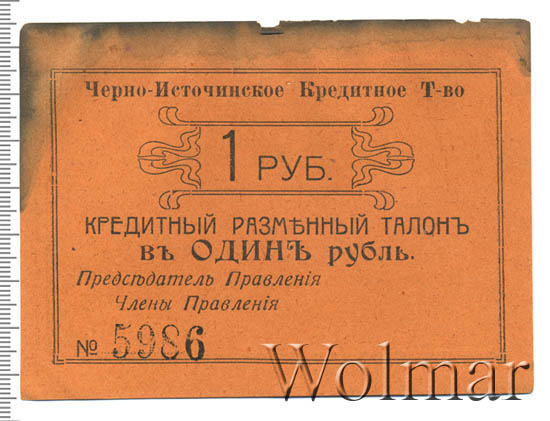 Черно-Источинское Кредитное Т-во
1 РУБ.
КРЕДИТНЫЙ РАЗМѢННЫЙ ТАЛОНЪ
въ ОДИНЪ рубль.
Предсѣдатель Правленія
Члены Правленія
№ 5986
Wolmar